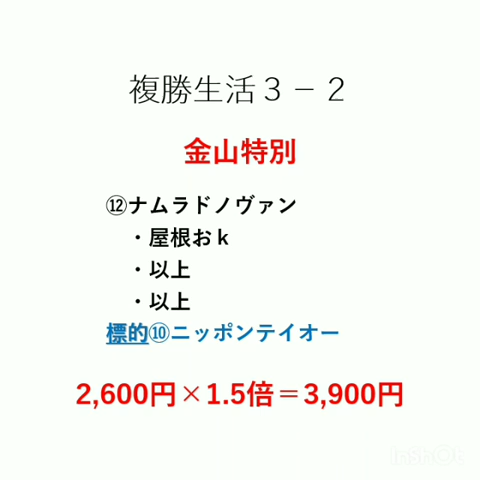 複勝生活３－２
金山特別
⑫ナムラドノヴァン
・屋根おｋ
・以上
・以上
標的⑩ニッポンテイオー
2,600円×1.5倍＝3,900円
InShOt